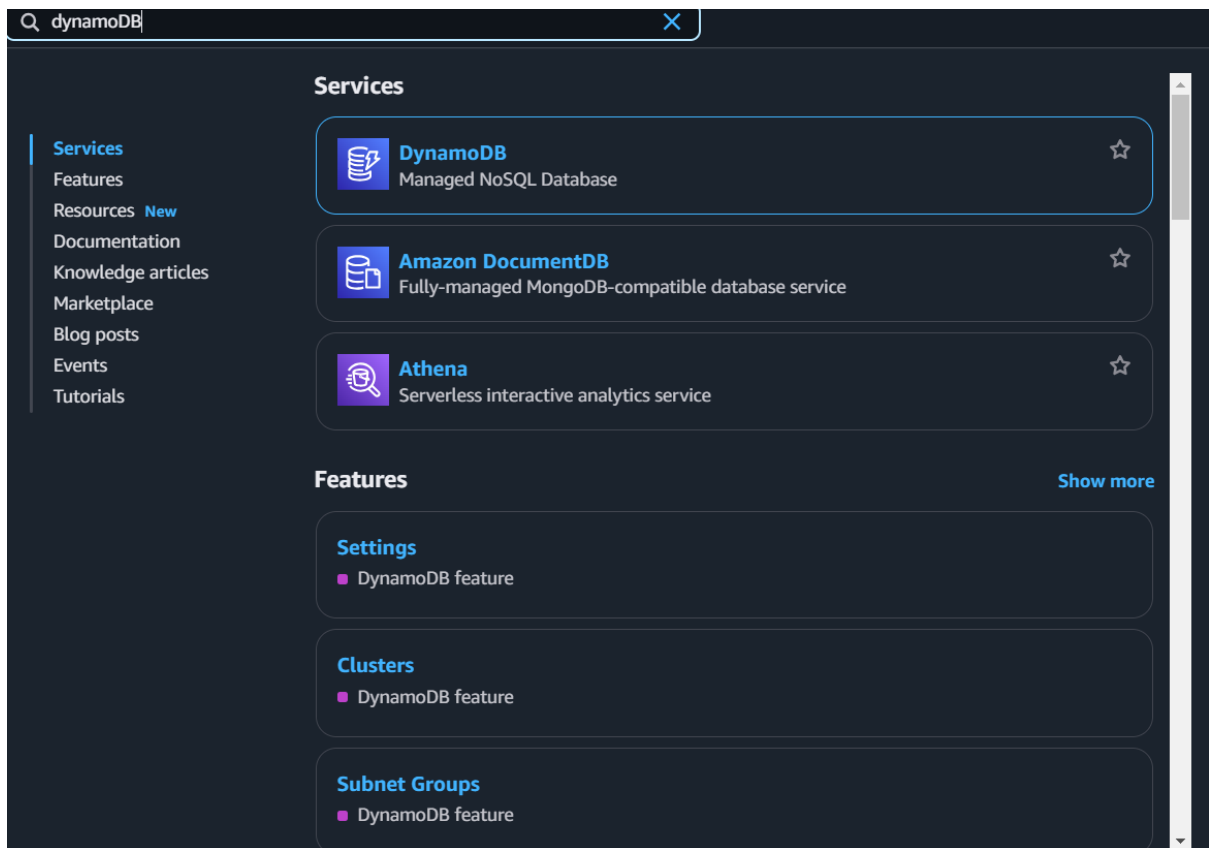 dynamoDB
Services
Features
Resources New
Documentation
Knowledge articles
Marketplace
Blog posts
Events
Tutorials
Services
DynamoDB
Managed NoSQL Database
Amazon DocumentDB
Fully-managed MongoDB-compatible database service
Athena
Serverless interactive analytics service
Features
Show more
Settings
DynamoDB feature
Clusters
DynamoDB feature
Subnet Groups
DynamoDB feature